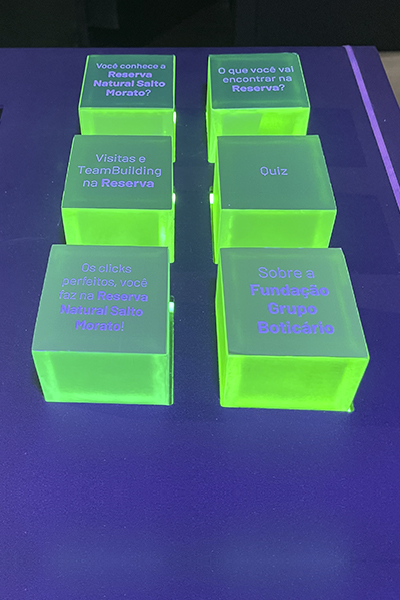 Você conhece a
Reserva
Natural Salto
Morato?
O que você vai
encontrar na
Reserva?
Visitas e
TeamBuilding
na Reserva
Quiz
Os clicks
perfeitos, você
faz na Reserva
Natural Salto
Morato!
Sobre a
Fundação
Grupo
Boticário